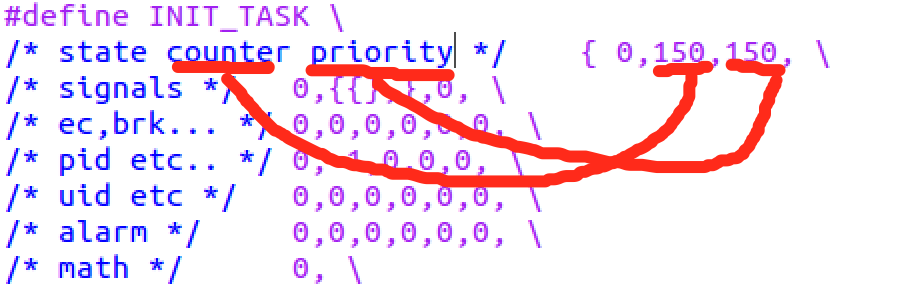 #define INIT_TASK \
/* state counter priority */ { 0,150,150, \
/* signals */ 0,{{},},0, \
/* ec,brk... */ 0,0,0,0,0,0, \
/* pid etc.. */ 0,-1,0,0,0, \
/* uid etc */ 0,0,0,0,0,0, \
/* alarm */ 0,0,0,0,0,0, \
/* math */ 0, \